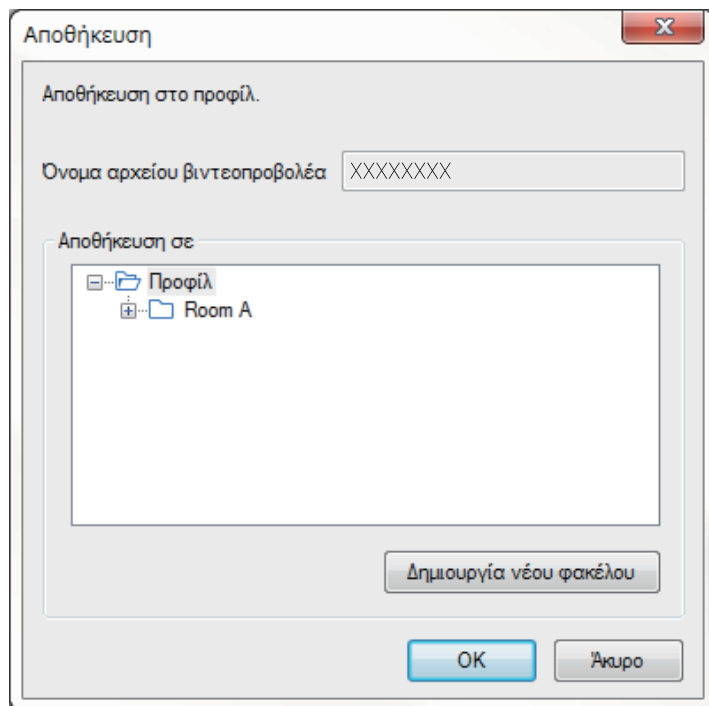 Αποθήκευση
Αποθήκευση στο προφίλ.
Όνομα αρχείου βιντεοπροβολέα XXXXXXXX
Αποθήκευση σε
Προφίλ
Room A
Δημιουργία νέου φακέλου
OK Άκυρο